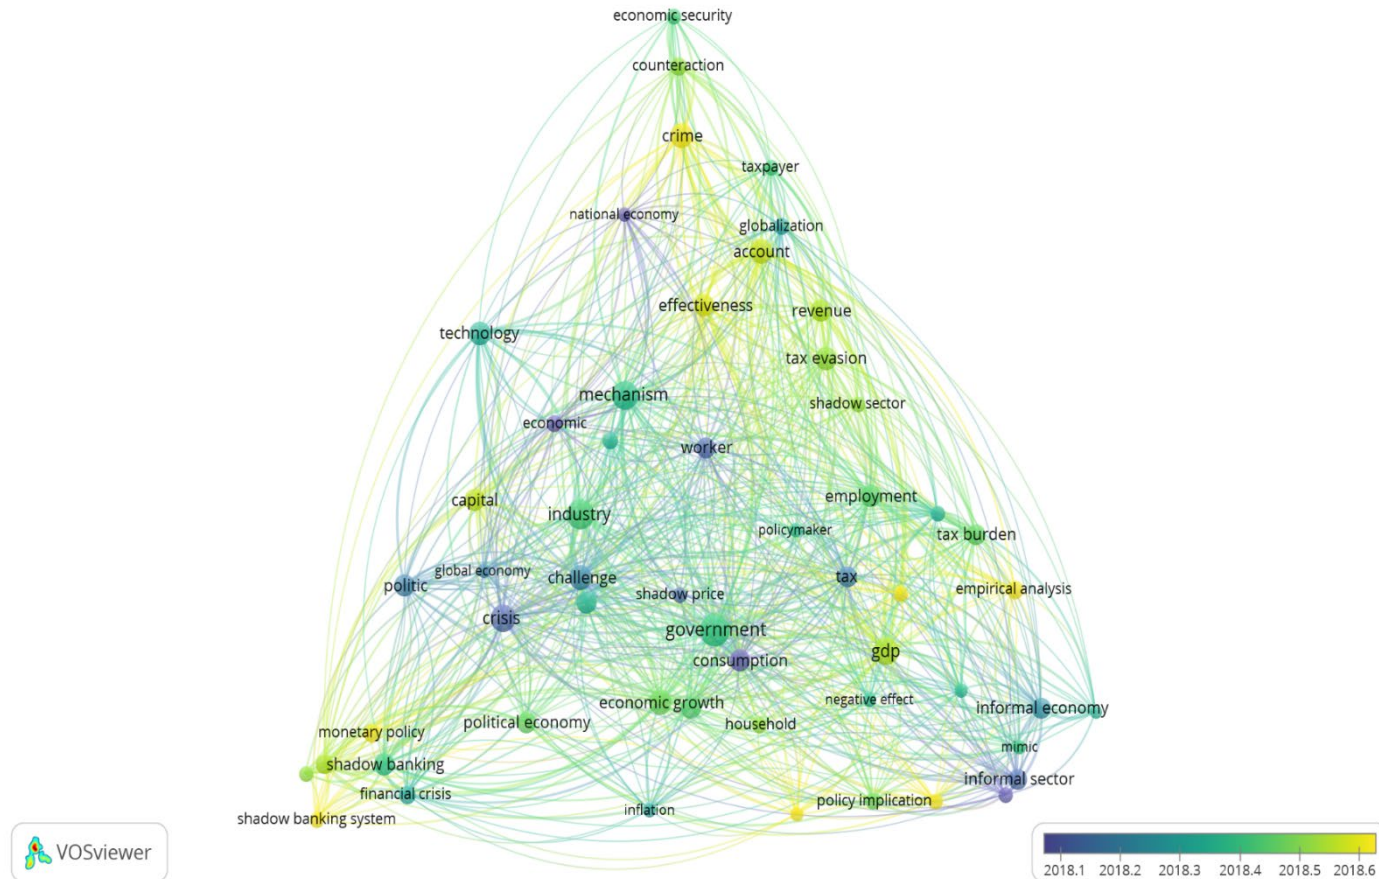 economic security
counteraction
crime
taxpayer
national economy
globalization
account
effectiveness
revenue
technology
tax evasion
mechanism
shadow sector
economic
worker
capital
employment
industry
policymaker
tax burden
global economy
challenge
tax
politic
shadow price
empirical analysis
crisis
government
gdp
consumption
economic growth
negative effect
informal economy
political economy
household
monetary policy
mimic
shadow banking
informal sector
financial crisis
policy implication
inflation
shadow banking system
VOSviewer
2018.1 2018.2 2018.3 2018.4 2018.5 2018.6